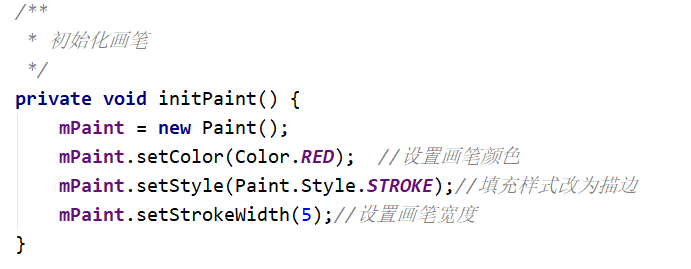 /**
 * 初始化画笔
 */
private void initPaint() {
    mPaint = new Paint();
    mPaint.setColor(Color.RED);  //设置画笔颜色
    mPaint.setStyle(Paint.Style.STROKE);//填充样式改为描边
    mPaint.setStrokeWidth(5);//设置画笔宽度
}